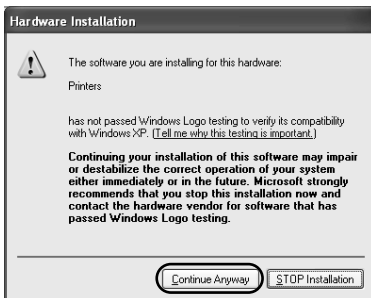 Hardware Installation
The software you are installing for this hardware:
Printers
has not passed Windows Logo testing to verify its compatibility
with Windows XP. (Tell me why this testing is important.)
Continuing your installation of this software may impair
or destabilize the correct operation of your system
either immediately or in the future. Microsoft strongly
recommends that you stop this installation now and
contact the hardware vendor for software that has
passed Windows Logo testing.
Continue Anyway STOP Installation